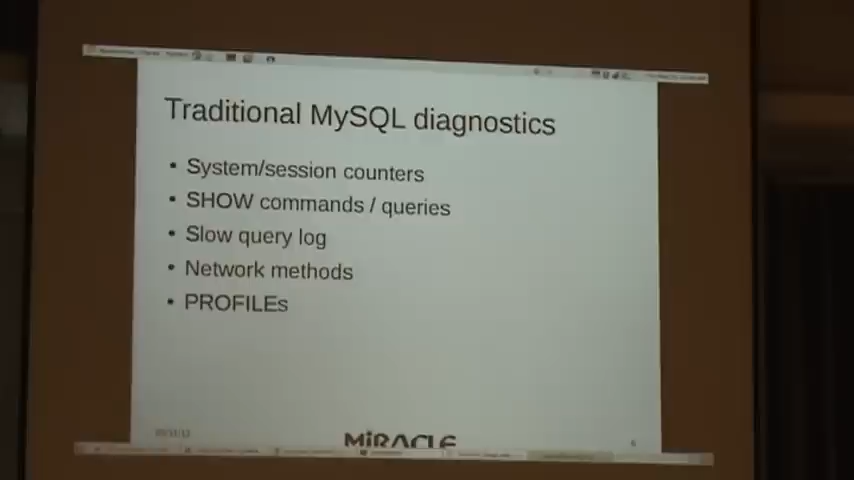 Traditional MySQL diagnostics
• System/session counters
• SHOW commands / queries
• Slow query log
• Network methods
• PROFILEs
MIRACLE